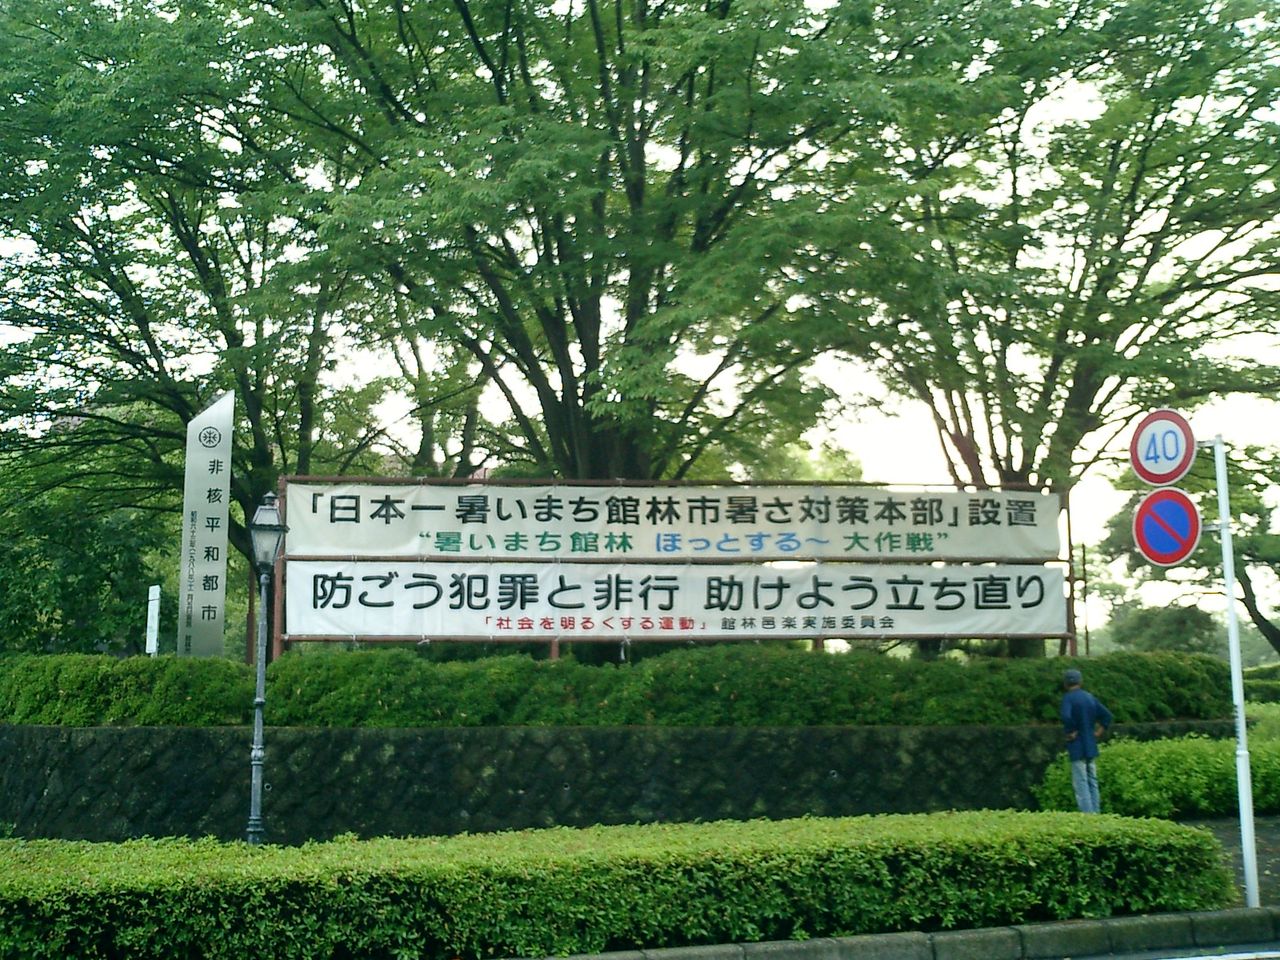 非核平和都市
「日本一暑いまち館林市暑さ対策本部」設置
“暑いまち館林 ほっとする～ 大作戦”
防ごう犯罪と非行 助けよう立ち直り
「社会を明るくする運動」館林邑楽実施委員会
40